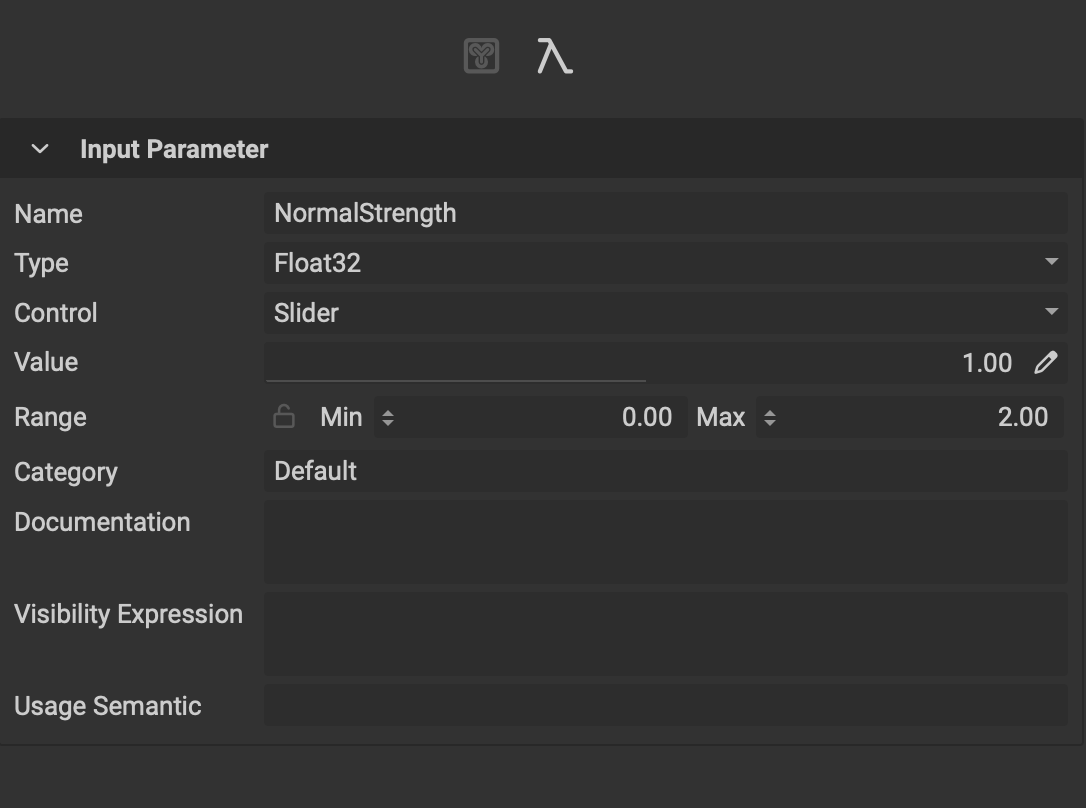 Input Parameter
Name NormalStrength
Type Float32
Control Slider
Value 1.00
Range Min 0.00 Max 2.00
Category Default
Documentation
Visibility Expression
Usage Semantic